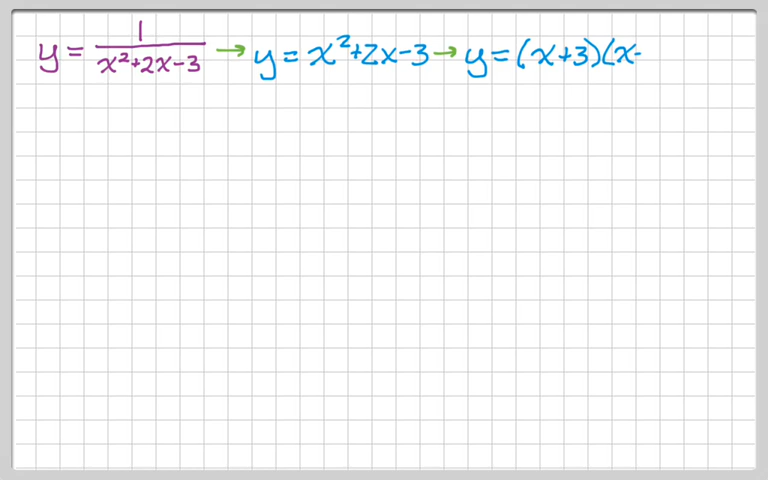 y = 1/(x²+2x-3) → y = x²+2x-3 → y = (x+3)(x-